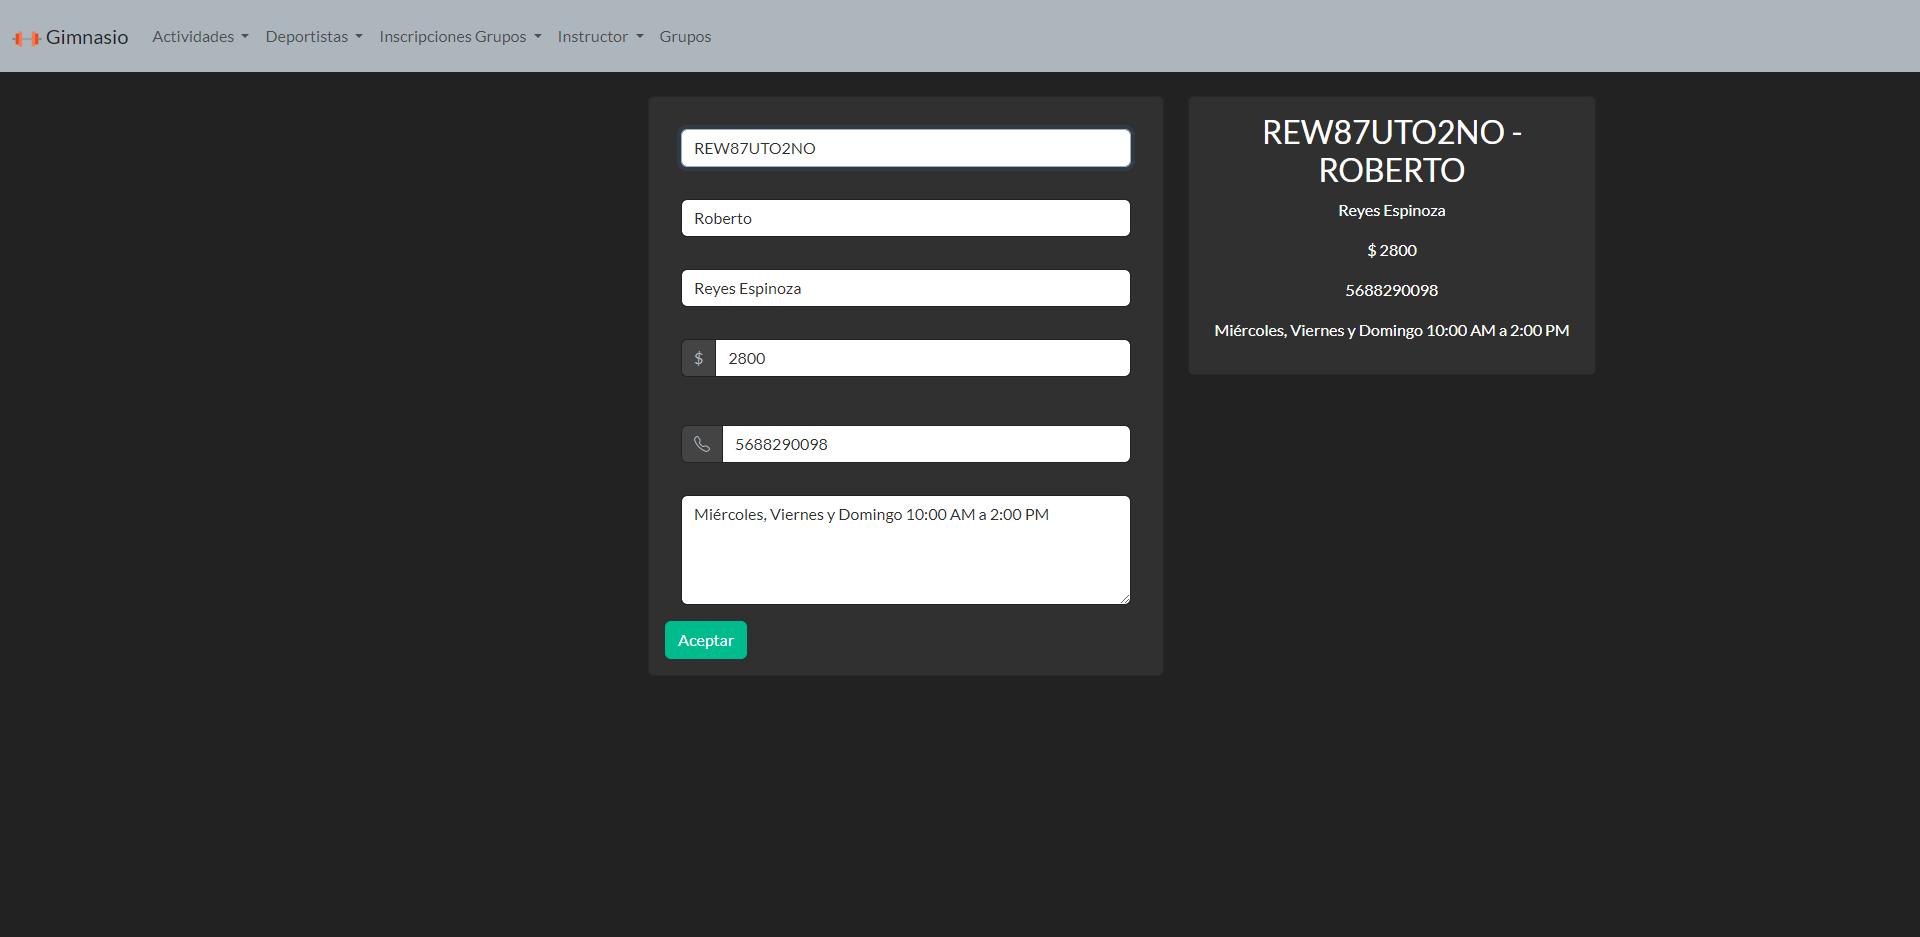 Gimnasio Actividades Deportistas Inscripciones Grupos Instructor Grupos
REW87UTO2NO
Roberto
Reyes Espinoza
$ 2800
5688290098
Miércoles, Viernes y Domingo 10:00 AM a 2:00 PM
Aceptar
REW87UTO2NO -
ROBERTO
Reyes Espinoza
$ 2800
5688290098
Miércoles, Viernes y Domingo 10:00 AM a 2:00 PM